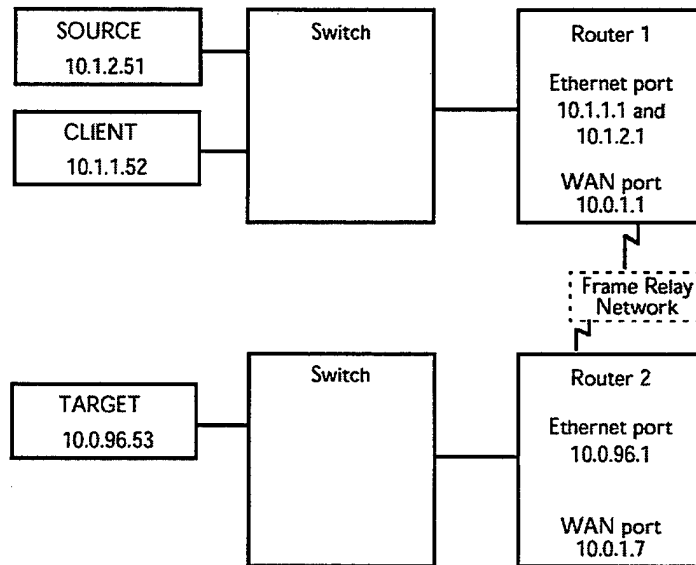 SOURCE
10.1.2.51
CLIENT
10.1.1.52
Switch
Router 1
Ethernet port
10.1.1.1 and
10.1.2.1
WAN port
10.0.1.1
Frame Relay
Network
TARGET
10.0.96.53
Switch
Router 2
Ethernet port
10.0.96.1
WAN port
10.0.1.7